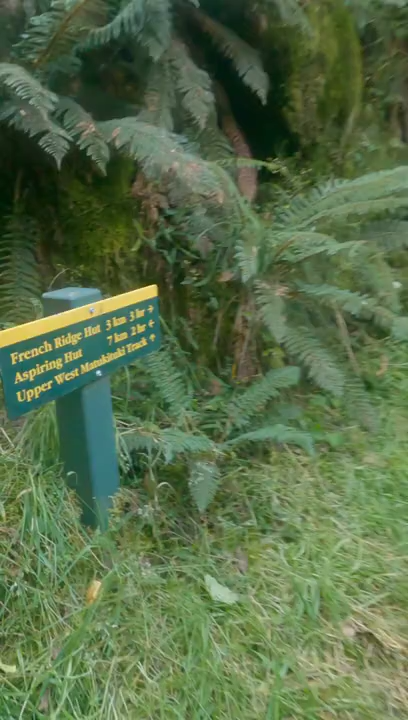 French Ridge Hut 3 km 3 hr →
Aspiring Hut 7 km 2 hr ←
Upper West Matukituki Track ↑